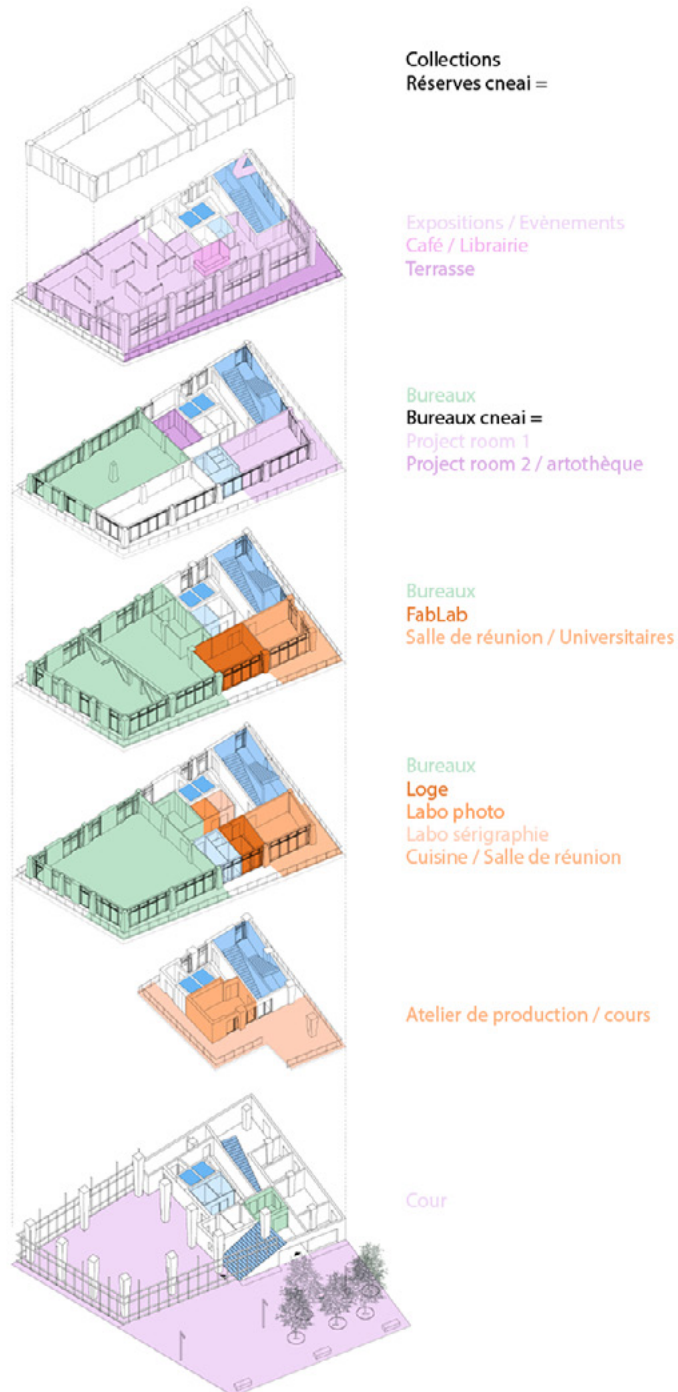 Collections
Réserves cneai =
Expositions / Evènements
Café / Librairie
Terrasse
Bureaux
Bureaux cneai =
Project room 1
Project room 2 / artothèque
Bureaux
FabLab
Salle de réunion / Universitaires
Bureaux
Loge
Labo photo
Labo sérigraphie
Cuisine / Salle de réunion
Atelier de production / cours
Cour